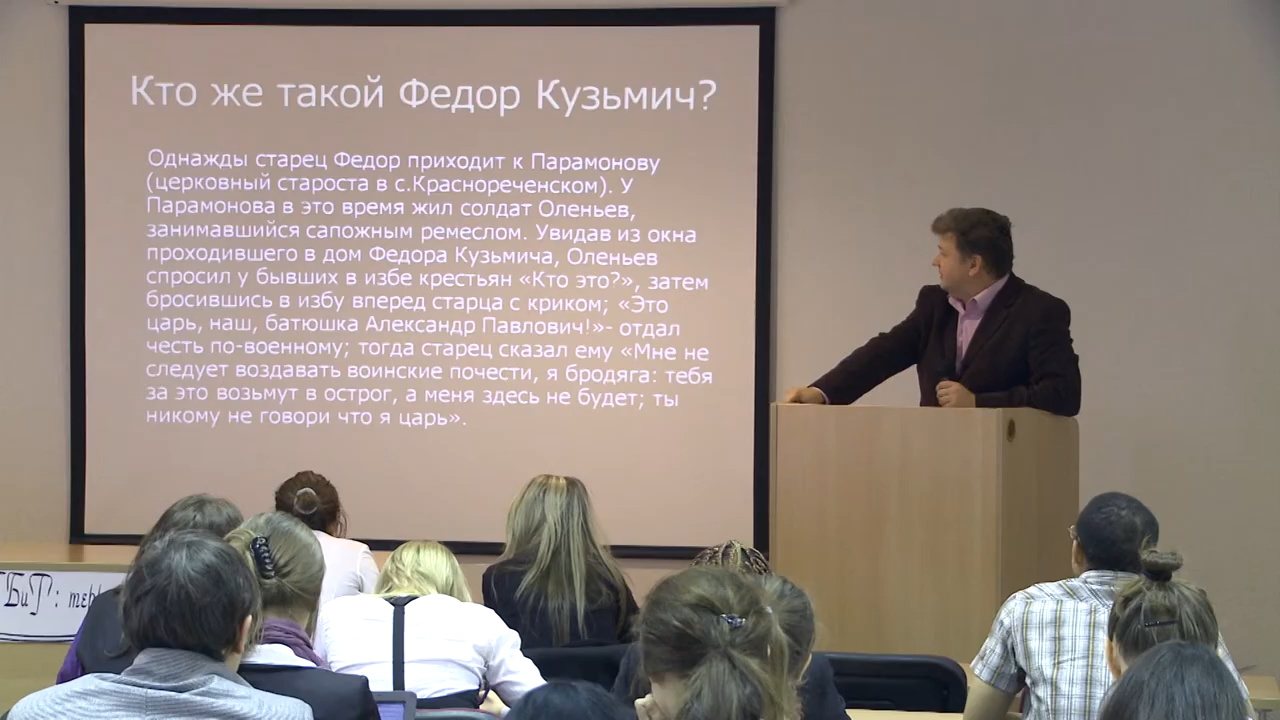 Кто же такой Федор Кузьмич?
Однажды старец Федор приходит к Парамонову
(церковный староста в с.Краснореченском). У
Парамонова в это время жил солдат Оленьев,
занимавшийся сапожным ремеслом. Увидав из окна
проходившего в дом Федора Кузьмича, Оленьев
спросил у бывших в избе крестьян «Кто это?», затем
бросившись в избу вперед старца с криком; «Это
царь, наш, батюшка Александр Павлович!»- отдал
честь по-военному; тогда старец сказал ему «Мне не
следует воздавать воинские почести, я бродяга: тебя
за это возьмут в острог, а меня здесь не будет; ты
никому не говори что я царь».